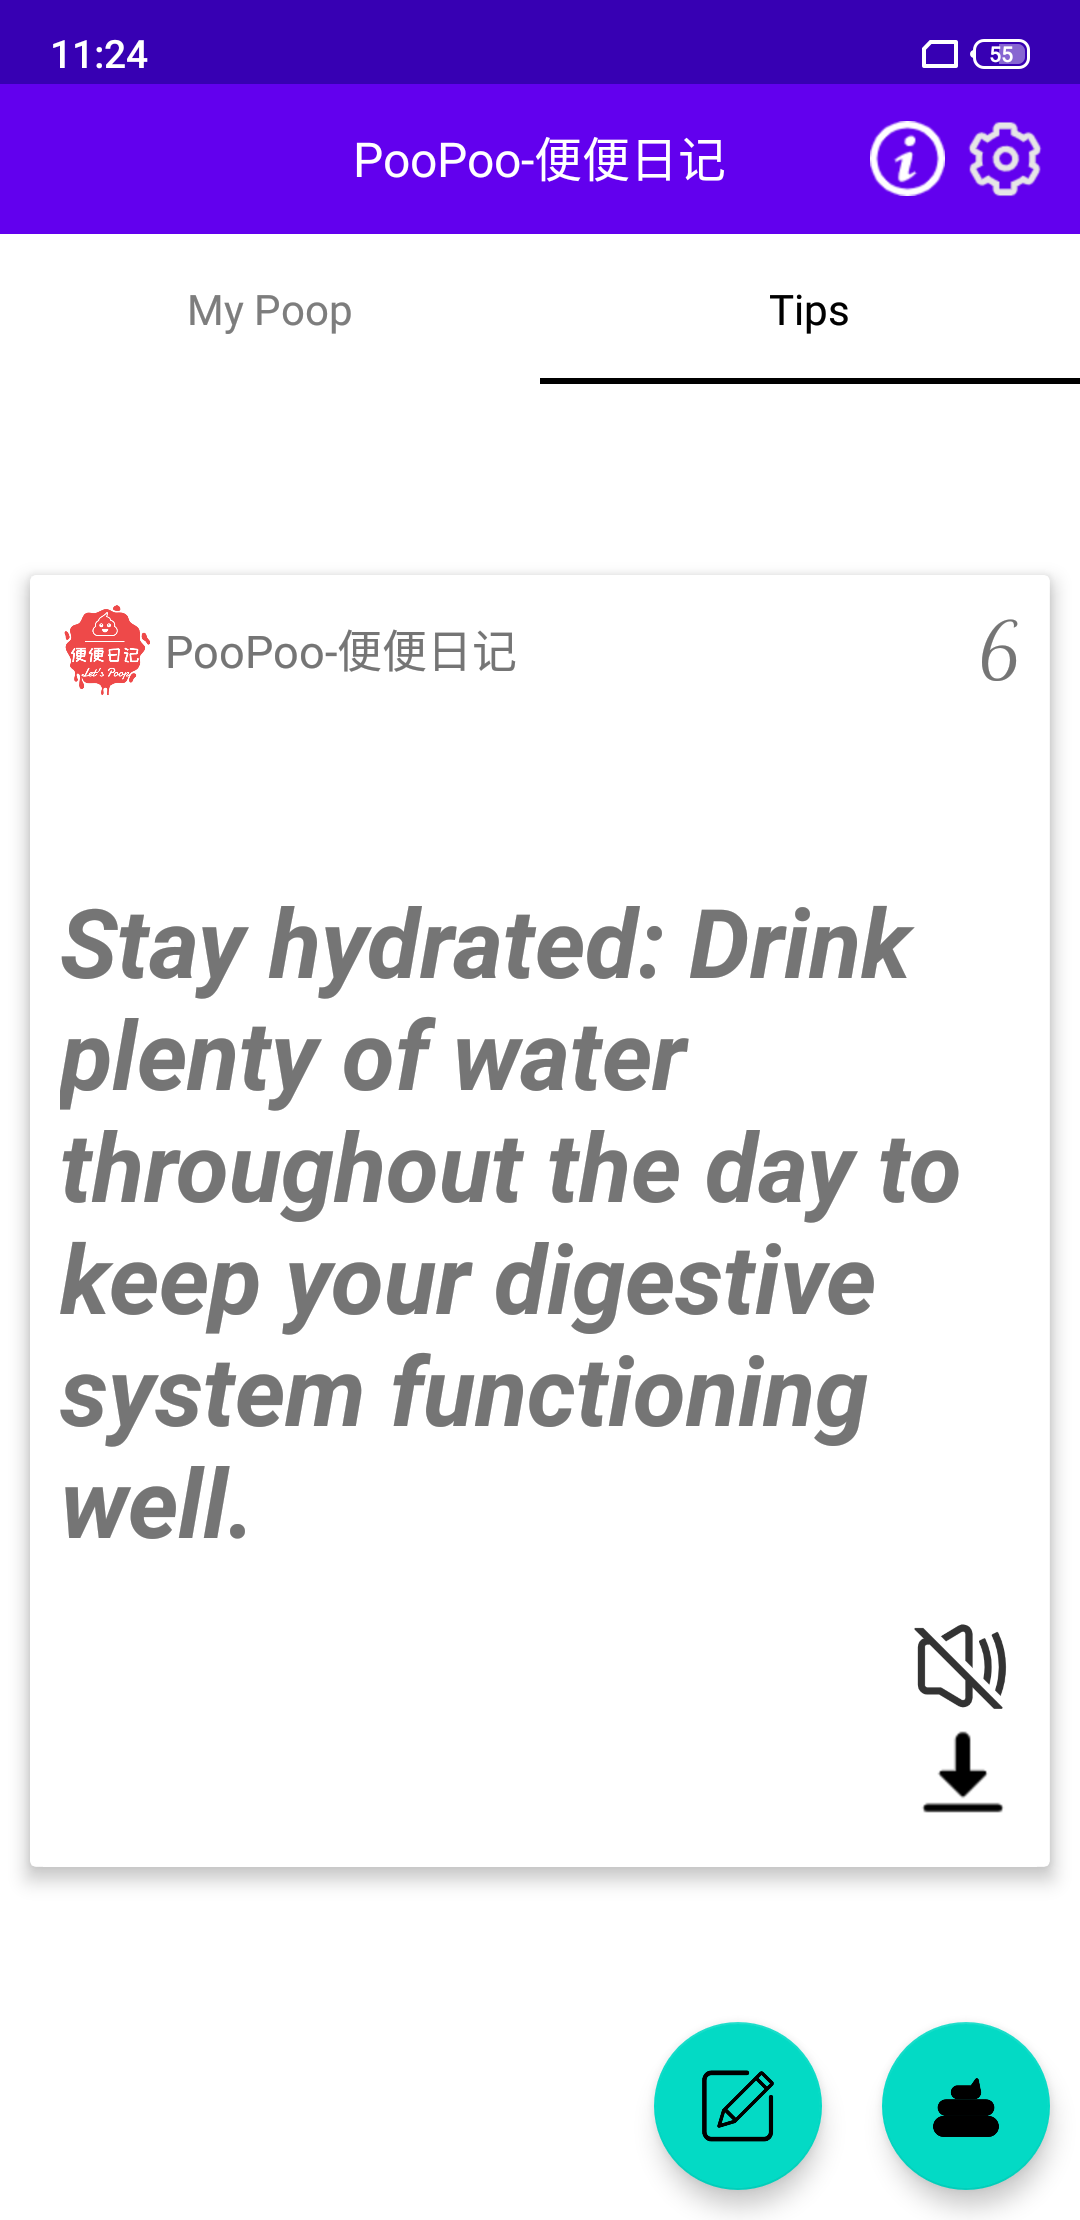 11:24
55
PooPoo-便便日记
My Poop
Tips
便便日记
Let's Poop
PooPoo-便便日记
6
Stay hydrated: Drink
plenty of water
throughout the day to
keep your digestive
system functioning
well.